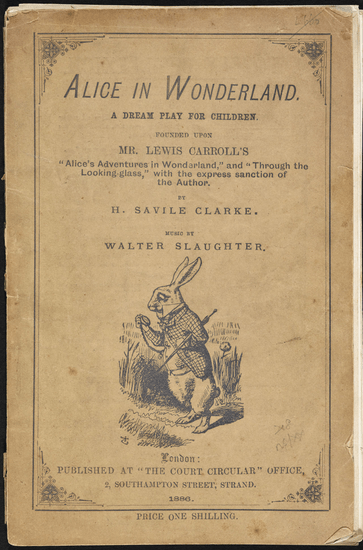 ALICE IN WONDERLAND.
A DREAM PLAY FOR CHILDREN.
FOUNDED UPON
MR. LEWIS CARROLL'S
"Alice's Adventures in Wonderland," and "Through the
Looking-glass," with the express sanction of
the Author.
BY
H. SAVILE CLARKE.
MUSIC BY
WALTER SLAUGHTER.
London:
PUBLISHED AT "THE COURT CIRCULAR" OFFICE,
2, SOUTHAMPTON STREET, STRAND.
1886.
PRICE ONE SHILLING.